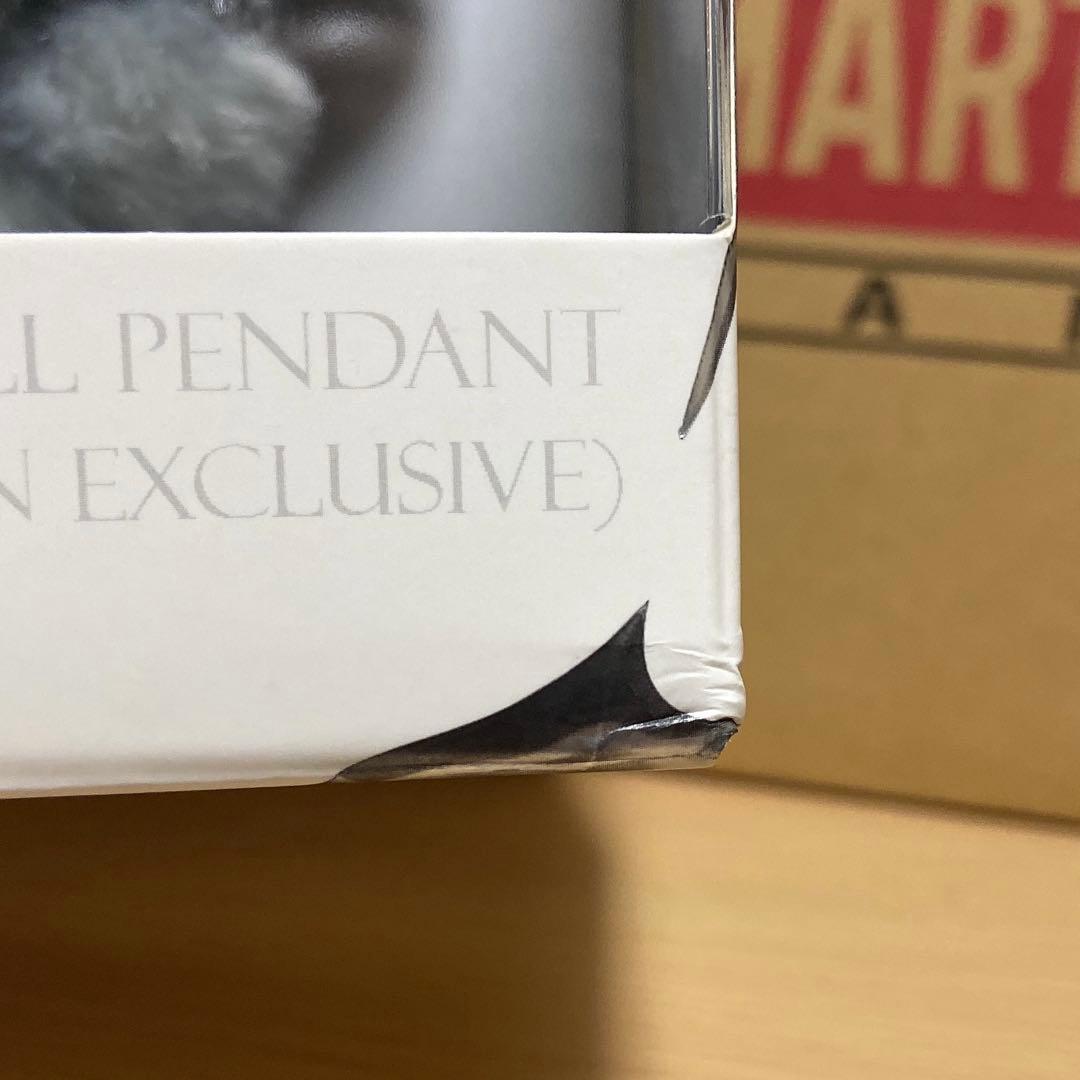 LL PENDANT
N EXCLUSIVE)
ART
A